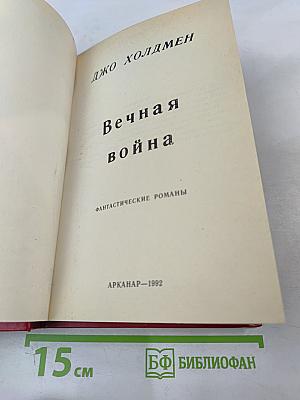 ДЖО ХОЛДМЕН
Вечная
война
ФАНТАСТИЧЕСКИЕ РОМАНЫ
АРКАНАР—1992
15 см
БФ БИБЛИОФАН